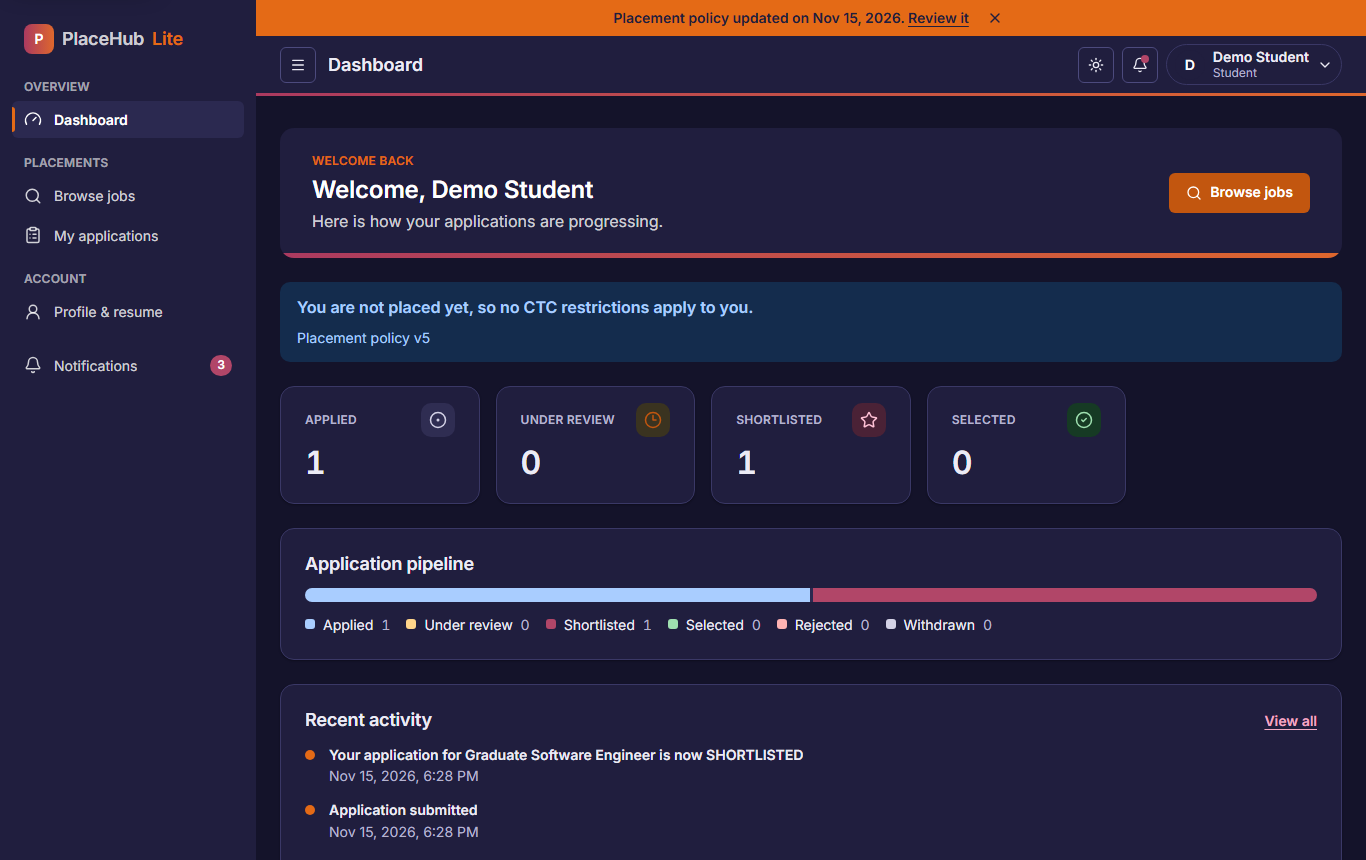 P PlaceHub Lite
OVERVIEW
Dashboard
PLACEMENTS
Browse jobs
My applications
ACCOUNT
Profile & resume
Notifications 3
Placement policy updated on Nov 15, 2026. Review it
Dashboard
D Demo Student
Student
WELCOME BACK
Welcome, Demo Student
Here is how your applications are progressing.
Browse jobs
You are not placed yet, so no CTC restrictions apply to you.
Placement policy v5
APPLIED
1
UNDER REVIEW
0
SHORTLISTED
1
SELECTED
0
Application pipeline
Applied 1 Under review 0 Shortlisted 1 Selected 0 Rejected 0 Withdrawn 0
Recent activity View all
Your application for Graduate Software Engineer is now SHORTLISTED
Nov 15, 2026, 6:28 PM
Application submitted
Nov 15, 2026, 6:28 PM